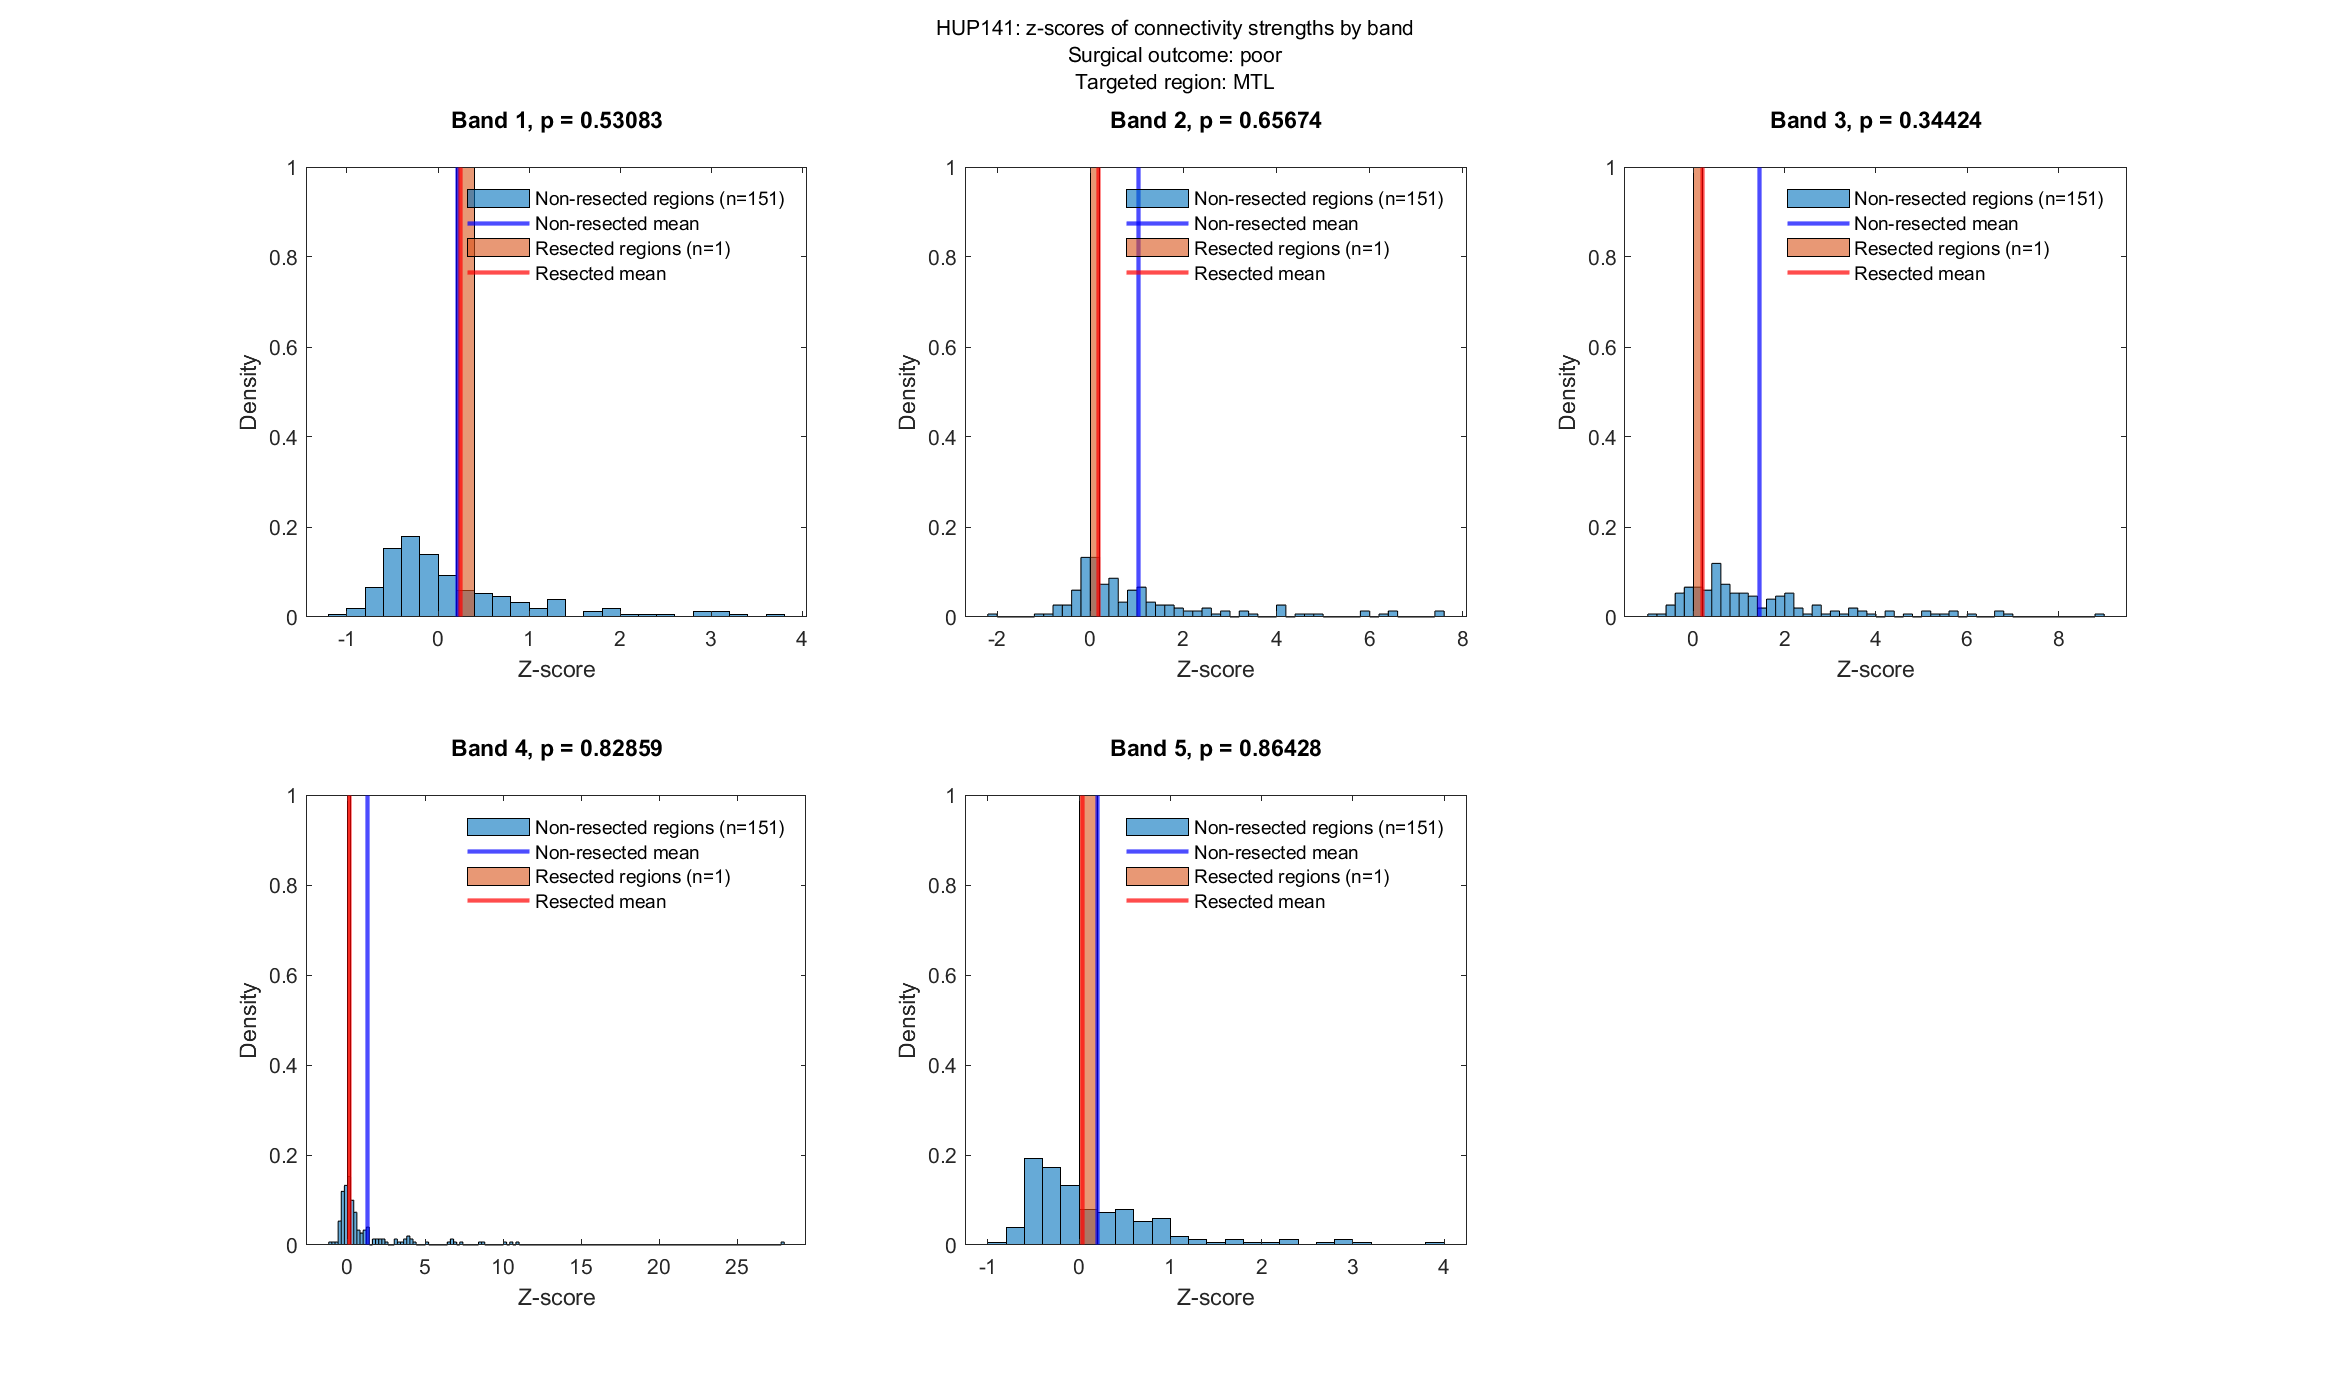 HUP141: z-scores of connectivity strengths by band
Surgical outcome: poor
Targeted region: MTL
Band 1, p = 0.53083
1
0.8
0.6
0.4
0.2
0
Density
-1
0
1
2
3
4
Z-score
Non-resected regions (n=151)
Non-resected mean
Resected regions (n=1)
Resected mean
Band 2, p = 0.65674
1
0.8
0.6
0.4
0.2
0
Density
-2
0
2
4
6
8
Z-score
Non-resected regions (n=151)
Non-resected mean
Resected regions (n=1)
Resected mean
Band 3, p = 0.34424
1
0.8
0.6
0.4
0.2
0
Density
0
2
4
6
8
Z-score
Non-resected regions (n=151)
Non-resected mean
Resected regions (n=1)
Resected mean
Band 4, p = 0.82859
1
0.8
0.6
0.4
0.2
0
Density
0
5
10
15
20
25
Z-score
Non-resected regions (n=151)
Non-resected mean
Resected regions (n=1)
Resected mean
Band 5, p = 0.86428
1
0.8
0.6
0.4
0.2
0
Density
-1
0
1
2
3
4
Z-score
Non-resected regions (n=151)
Non-resected mean
Resected regions (n=1)
Resected mean